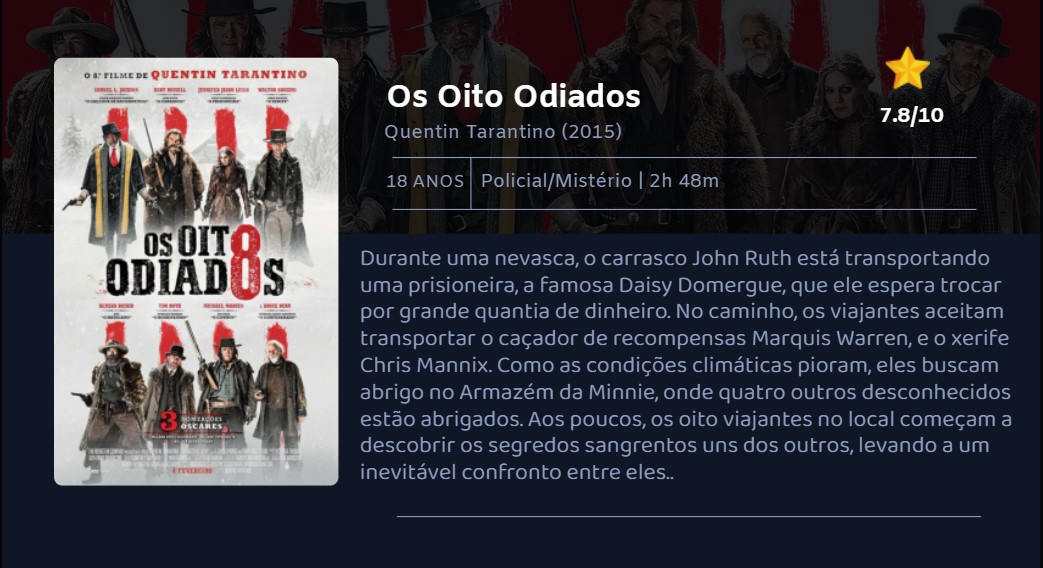 O 8º FILME DE QUENTIN TARANTINO
SAMUEL L. JACKSON KURT RUSSELL JENNIFER JASON LEIGH WALTON GOGGINS
OS OIT8
ODIAD8S
DEMIAN BICHIR TIM ROTH MICHAEL MADSEN & BRUCE DERN
3 NOMEAÇÕES
OSCARES
4 FEVEREIRO
Os Oito Odiados
Quentin Tarantino (2015)
7.8/10
18 ANOS Policial/Mistério | 2h 48m
Durante uma nevasca, o carrasco John Ruth está transportando
uma prisioneira, a famosa Daisy Domergue, que ele espera trocar
por grande quantia de dinheiro. No caminho, os viajantes aceitam
transportar o caçador de recompensas Marquis Warren, e o xerife
Chris Mannix. Como as condições climáticas pioram, eles buscam
abrigo no Armazém da Minnie, onde quatro outros desconhecidos
estão abrigados. Aos poucos, os oito viajantes no local começam a
descobrir os segredos sangrentos uns dos outros, levando a um
inevitável confronto entre eles..